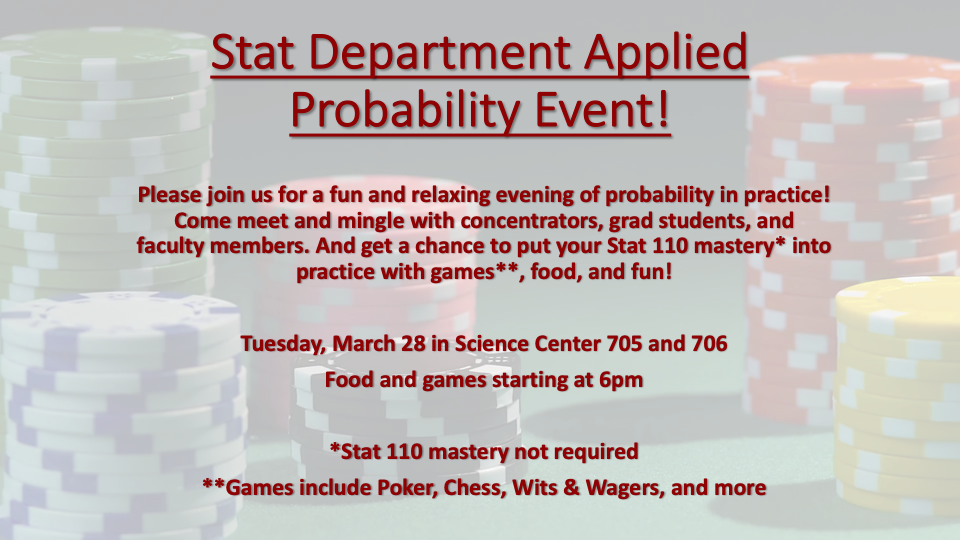 Stat Department Applied
Probability Event!
Please join us for a fun and relaxing evening of probability in practice!
Come meet and mingle with concentrators, grad students, and
faculty members. And get a chance to put your Stat 110 mastery* into
practice with games**, food, and fun!
Tuesday, March 28 in Science Center 705 and 706
Food and games starting at 6pm
*Stat 110 mastery not required
**Games include Poker, Chess, Wits & Wagers, and more